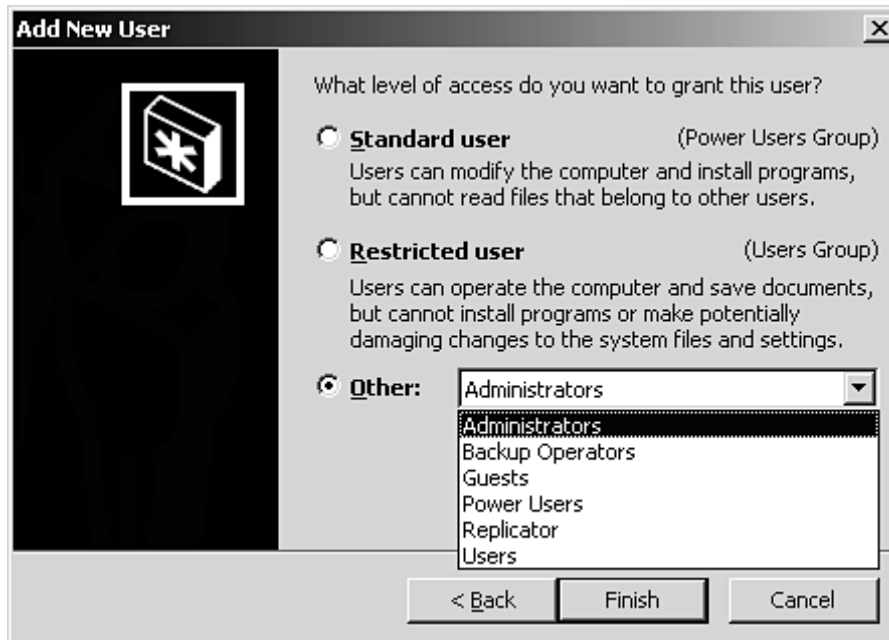 Add New User
What level of access do you want to grant this user?
Standard user (Power Users Group)
Users can modify the computer and install programs,
but cannot read files that belong to other users.
Restricted user (Users Group)
Users can operate the computer and save documents,
but cannot install programs or make potentially
damaging changes to the system files and settings.
Other: Administrators
Administrators
Backup Operators
Guests
Power Users
Replicator
Users
< Back Finish Cancel